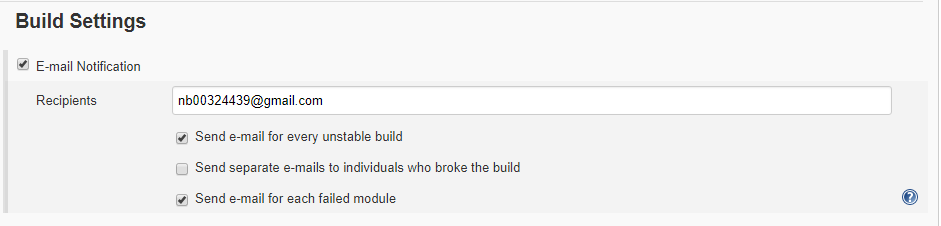 Build Settings
E-mail Notification
Recipients nb00324439@gmail.com
Send e-mail for every unstable build
Send separate e-mails to individuals who broke the build
Send e-mail for each failed module
?